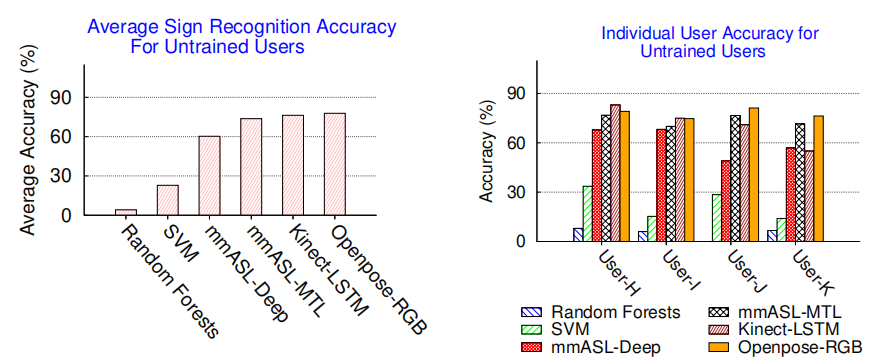 Average Sign Recognition Accuracy
For Untrained Users
Average Accuracy (%)
90
60
30
0
Random Forests
SVM
mmASL-Deep
mmASL-MTL
Kinect-LSTM
Openpose-RGB
Individual User Accuracy for
Untrained Users
Accuracy (%)
90
60
30
0
User-H
User-I
User-J
User-K
Random Forests
SVM
mmASL-Deep
mmASL-MTL
Kinect-LSTM
Openpose-RGB